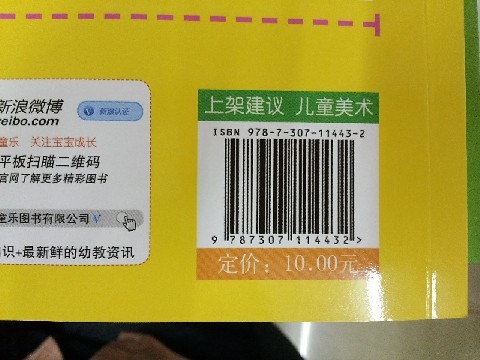 新浪微博
weibo.com
新浪认证
童乐 关注宝宝成长
平板扫瞄二维码
官网了解更多精彩图书
童乐图书有限公司 V
识+最新鲜的幼教资讯
上架建议 儿童美术
ISBN 978-7-307-11443-2
9 787307 114432 >
定价：10.00元